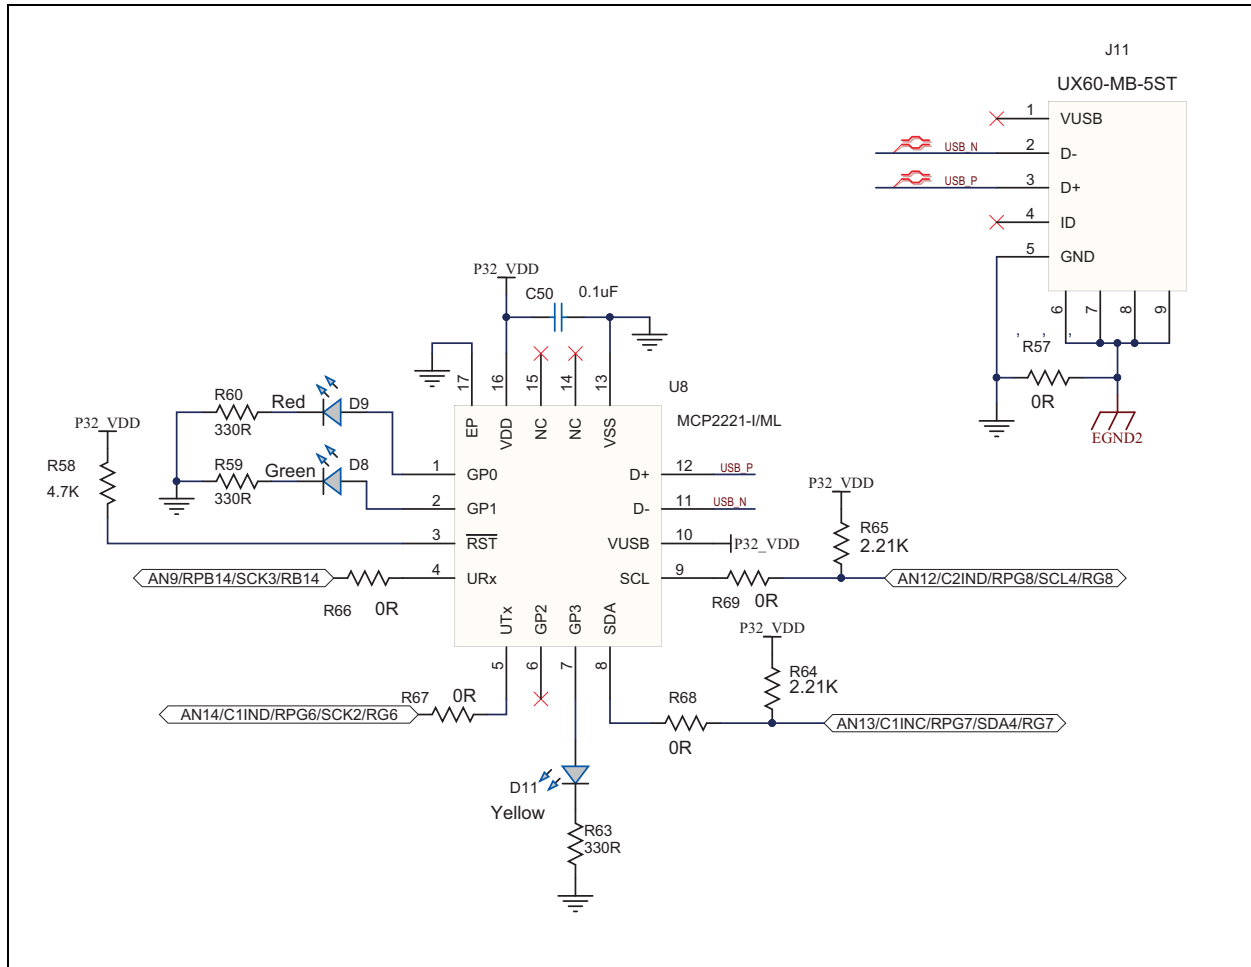 J11
UX60-MB-5ST
1 VUSB
USB_N 2 D-
USB_P 3 D+
4 ID
5 GND
6 7 8 9
, , ,
R57
0R
EGND2
P32_VDD
C50 0.1uF
17 16 15 14 13
EP VDD NC NC VSS
U8
MCP2221-I/ML
R60 Red D9
330R
P32_VDD
R58
4.7K
R59 Green D8
330R
1 GP0
2 GP1
3 RST
4 URx
D+ 12 USB_P
D- 11 USB_N
VUSB 10 P32_VDD
SCL 9
UTx GP2 GP3 SDA
5 6 7 8
P32_VDD
R65
2.21K
AN9/RPB14/SCK3/RB14
R66 0R
R69 0R
AN12/C2IND/RPG8/SCL4/RG8
P32_VDD
R64
2.21K
R67 0R
AN14/C1IND/RPG6/SCK2/RG6
R68
0R
AN13/C1INC/RPG7/SDA4/RG7
D11
Yellow
R63
330R